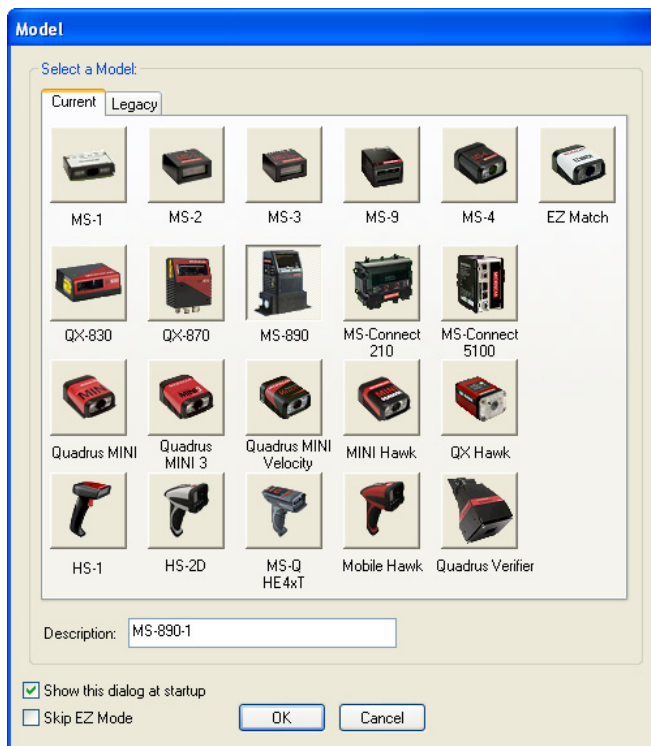 Model
Select a Model:
Current Legacy
MS-1 MS-2 MS-3 MS-9 MS-4 EZ Match
QX-830 QX-870 MS-890 MS-Connect 210 MS-Connect 5100
Quadrus MINI Quadrus MINI 3 Quadrus MINI Velocity MINI Hawk QX Hawk
HS-1 HS-2D MS-Q HE4xT Mobile Hawk Quadrus Verifier
Description: MS-890-1
Show this dialog at startup
Skip EZ Mode OK Cancel